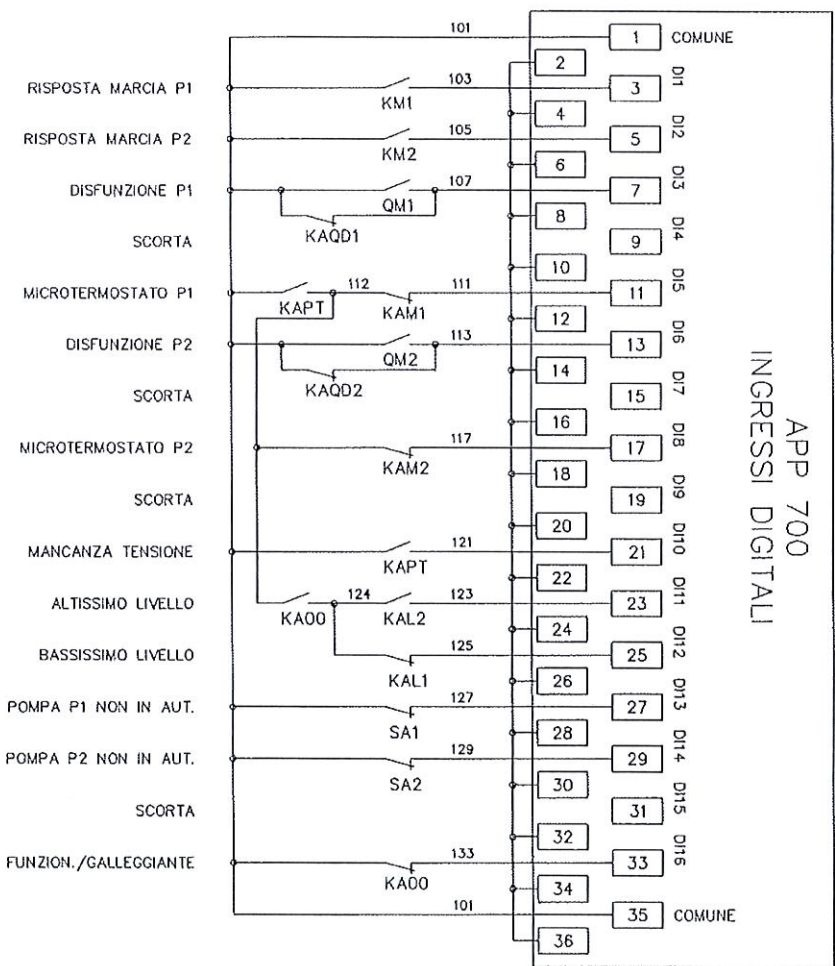 101 1 COMUNE
2
RISPOSTA MARCIA P1 KM1 103 3 DI1
4
RISPOSTA MARCIA P2 KM2 105 5 DI2
6
DISFUNZIONE P1 QM1 107 7 DI3
KAQD1
8
SCORTA 9 DI4
10
MICROTERMOSTATO P1 KAPT 112 KAM1 111 11 DI5
12
DISFUNZIONE P2 QM2 113 13 DI6
KAQD2
14
SCORTA 15 DI7
16
MICROTERMOSTATO P2 KAM2 117 17 DI8
18
SCORTA 19 DI9
20
MANCANZA TENSIONE KAPT 121 21 DI10
22
ALTISSIMO LIVELLO KA00 124 KAL2 123 23 DI11
24
BASSISSIMO LIVELLO KAL1 125 25 DI12
26
POMPA P1 NON IN AUT. SA1 127 27 DI13
28
POMPA P2 NON IN AUT. SA2 129 29 DI14
30
SCORTA 31 DI15
32
FUNZION./GALLEGGIANTE KA00 133 33 DI16
34
101 35 COMUNE
36
APP 700
INGRESSI DIGITALI